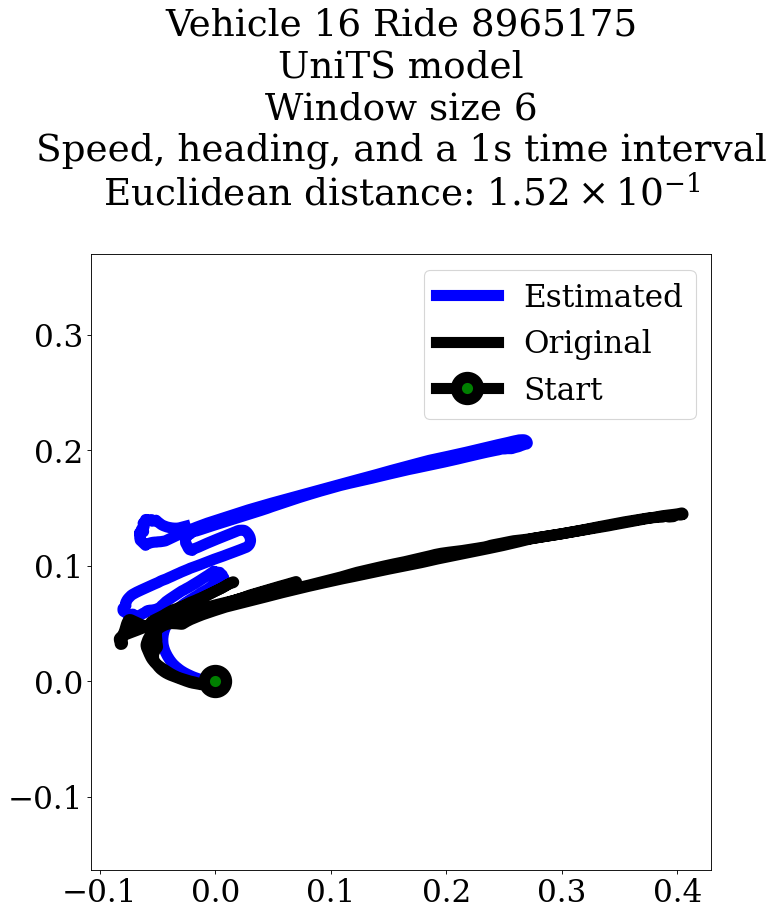 Vehicle 16 Ride 8965175
UniTS model
Window size 6
Speed, heading, and a 1s time interval
Euclidean distance: 1.52 × 10⁻¹
Estimated
Original
Start
0.3
0.2
0.1
0.0
−0.1
−0.1 0.0 0.1 0.2 0.3 0.4